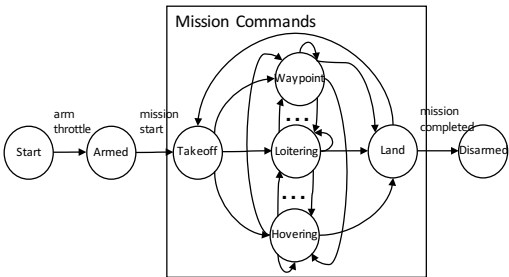 Mission Commands
Waypoint
arm
throttle
mission
start
...
mission
completed
Start
Armed
Takeoff
Loitering
Land
Disarmed
...
Hovering